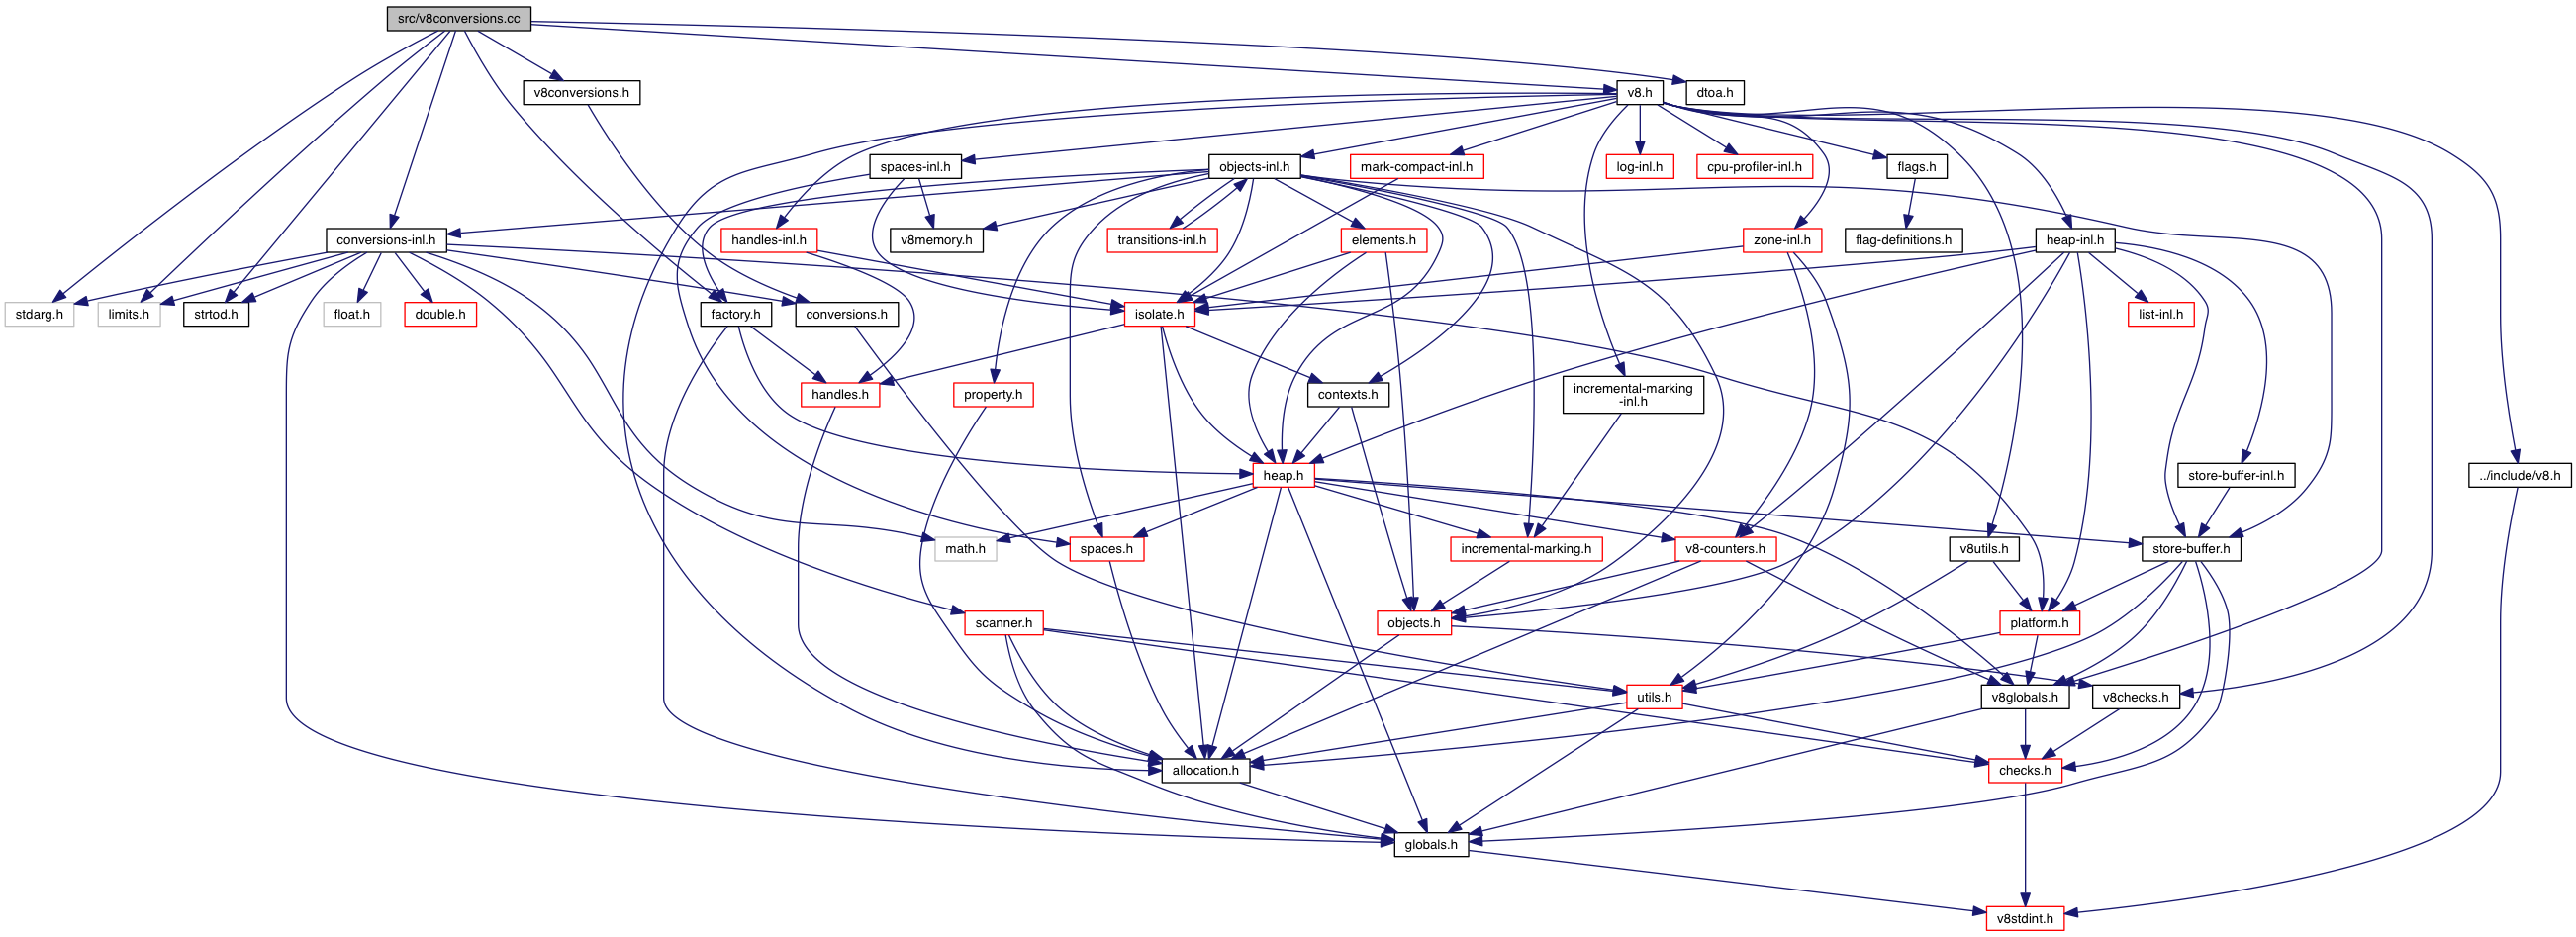 src/v8conversions.cc
v8conversions.h
v8.h
dtoa.h
spaces-inl.h
objects-inl.h
mark-compact-inl.h
log-inl.h
cpu-profiler-inl.h
flags.h
conversions-inl.h
handles-inl.h
v8memory.h
transitions-inl.h
elements.h
zone-inl.h
flag-definitions.h
heap-inl.h
stdarg.h
limits.h
strtod.h
float.h
double.h
factory.h
conversions.h
isolate.h
list-inl.h
handles.h
property.h
contexts.h
incremental-marking
-inl.h
heap.h
store-buffer-inl.h
../include/v8.h
math.h
spaces.h
incremental-marking.h
v8-counters.h
v8utils.h
store-buffer.h
scanner.h
objects.h
platform.h
utils.h
v8globals.h
v8checks.h
allocation.h
checks.h
globals.h
v8stdint.h